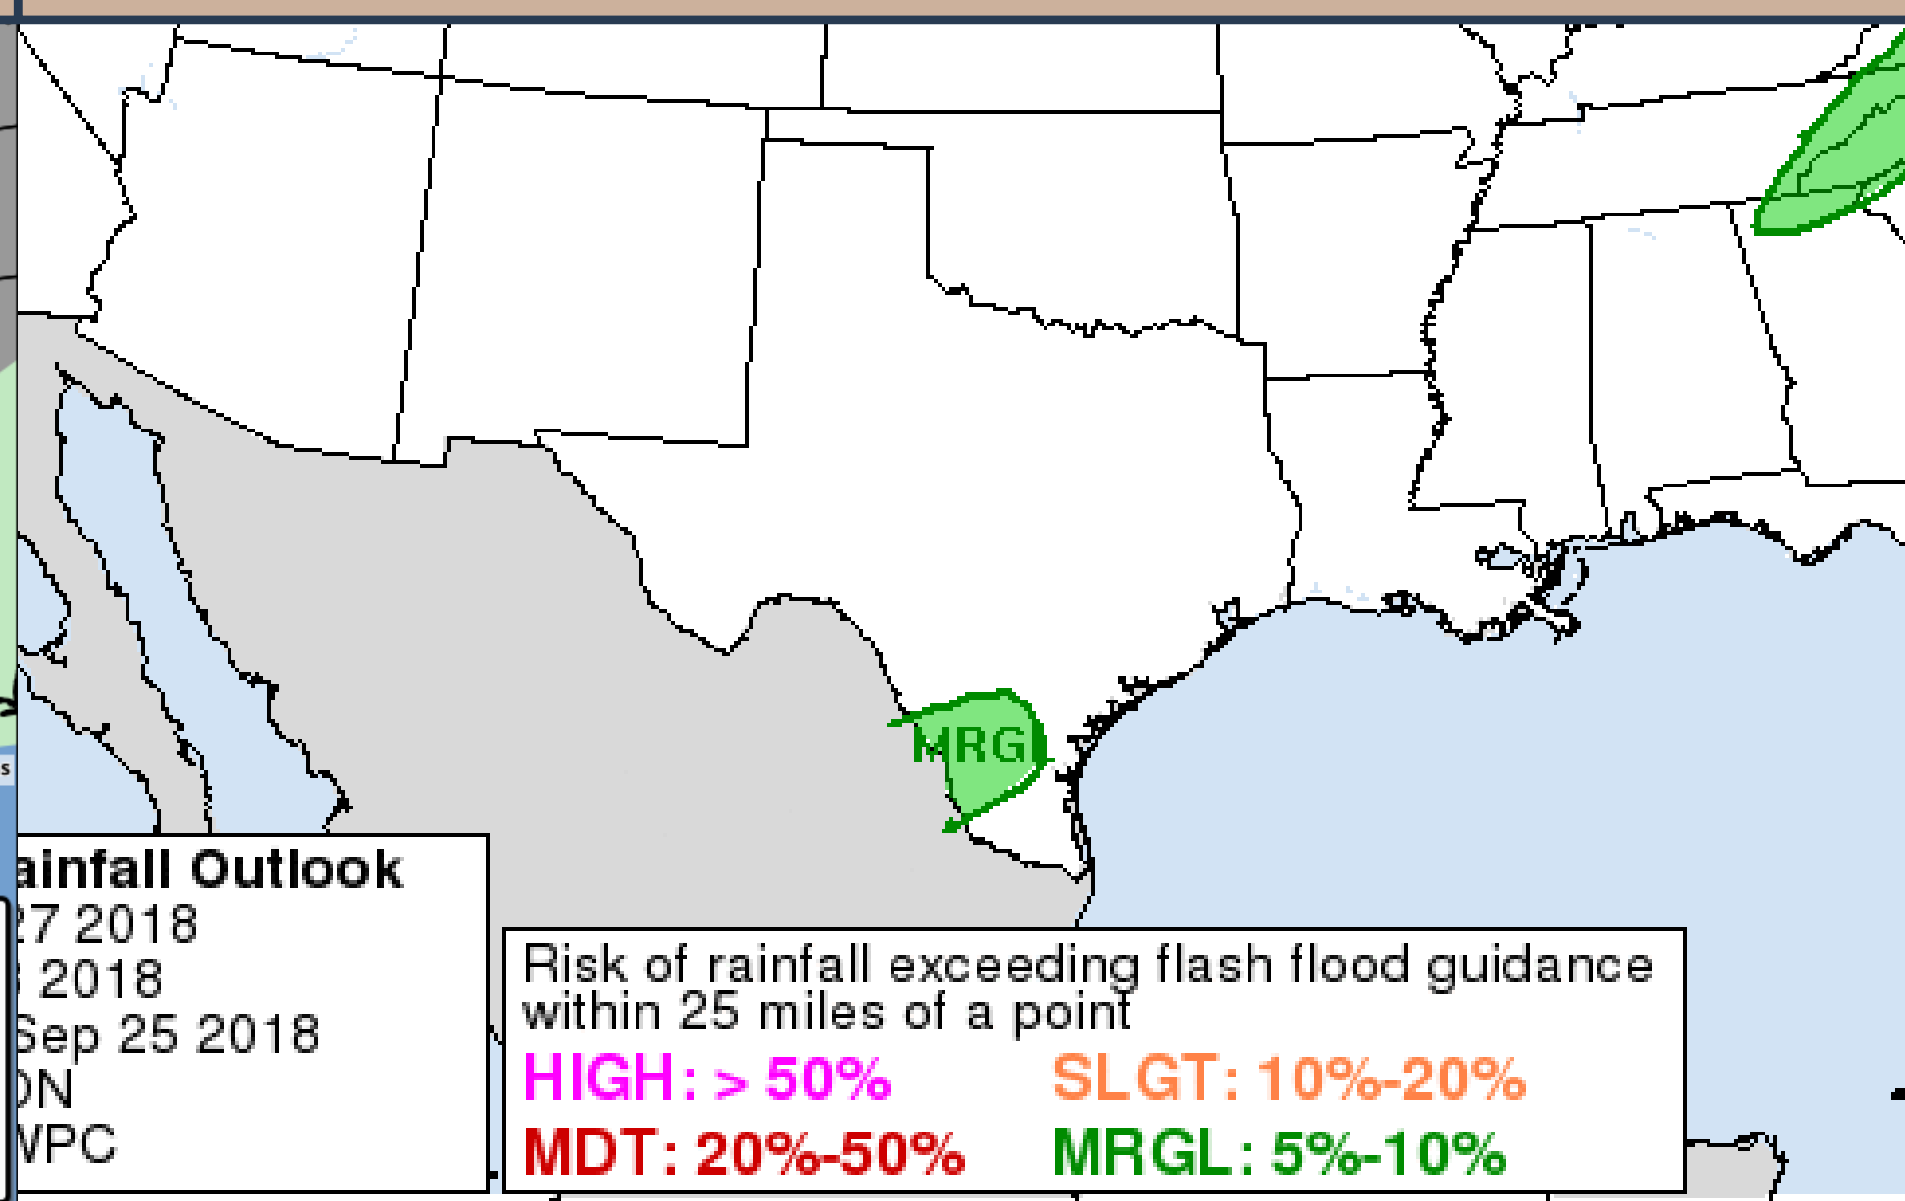 MRGL
s
ainfall Outlook
27 2018
2018
Sep 25 2018
ON
WPC
Risk of rainfall exceeding flash flood guidance
within 25 miles of a point
HIGH: > 50% SLGT: 10%-20%
MDT: 20%-50% MRGL: 5%-10%